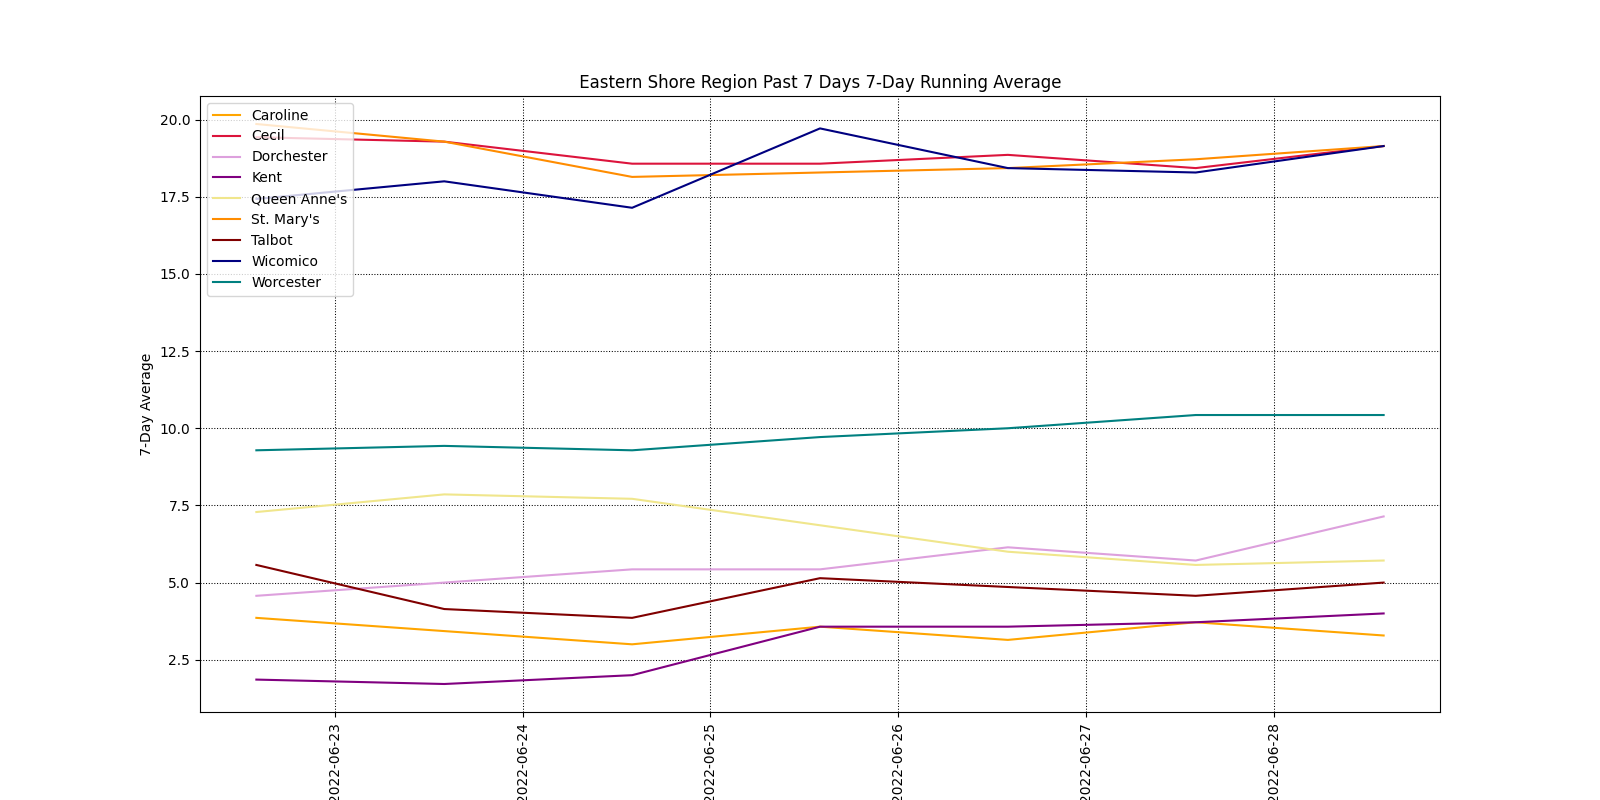 Eastern Shore Region Past 7 Days 7-Day Running Average
Caroline
Cecil
Dorchester
Kent
Queen Anne's
St. Mary's
Talbot
Wicomico
Worcester
20.0
17.5
15.0
12.5
10.0
7.5
5.0
2.5
7-Day Average
2022-06-23
2022-06-24
2022-06-25
2022-06-26
2022-06-27
2022-06-28